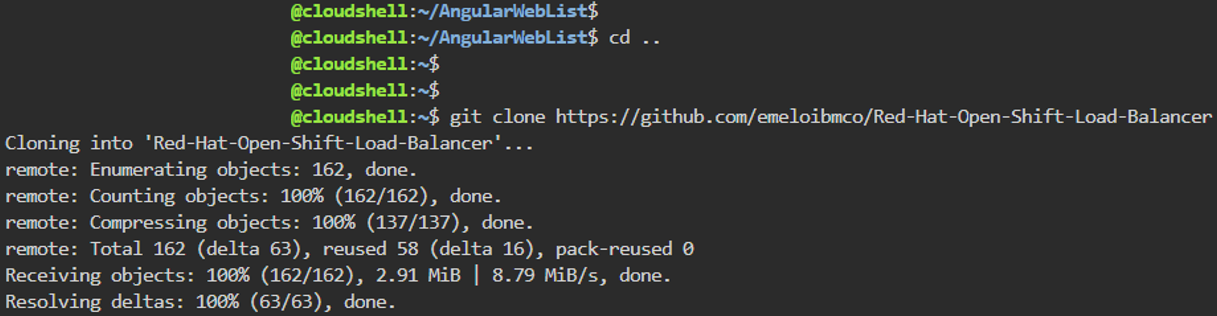 @cloudshell:~/AngularWebList$
@cloudshell:~/AngularWebList$ cd ..
@cloudshell:~$
@cloudshell:~$
@cloudshell:~$ git clone https://github.com/emeloibmco/Red-Hat-Open-Shift-Load-Balancer
Cloning into 'Red-Hat-Open-Shift-Load-Balancer'...
remote: Enumerating objects: 162, done.
remote: Counting objects: 100% (162/162), done.
remote: Compressing objects: 100% (137/137), done.
remote: Total 162 (delta 63), reused 58 (delta 16), pack-reused 0
Receiving objects: 100% (162/162), 2.91 MiB | 8.79 MiB/s, done.
Resolving deltas: 100% (63/63), done.